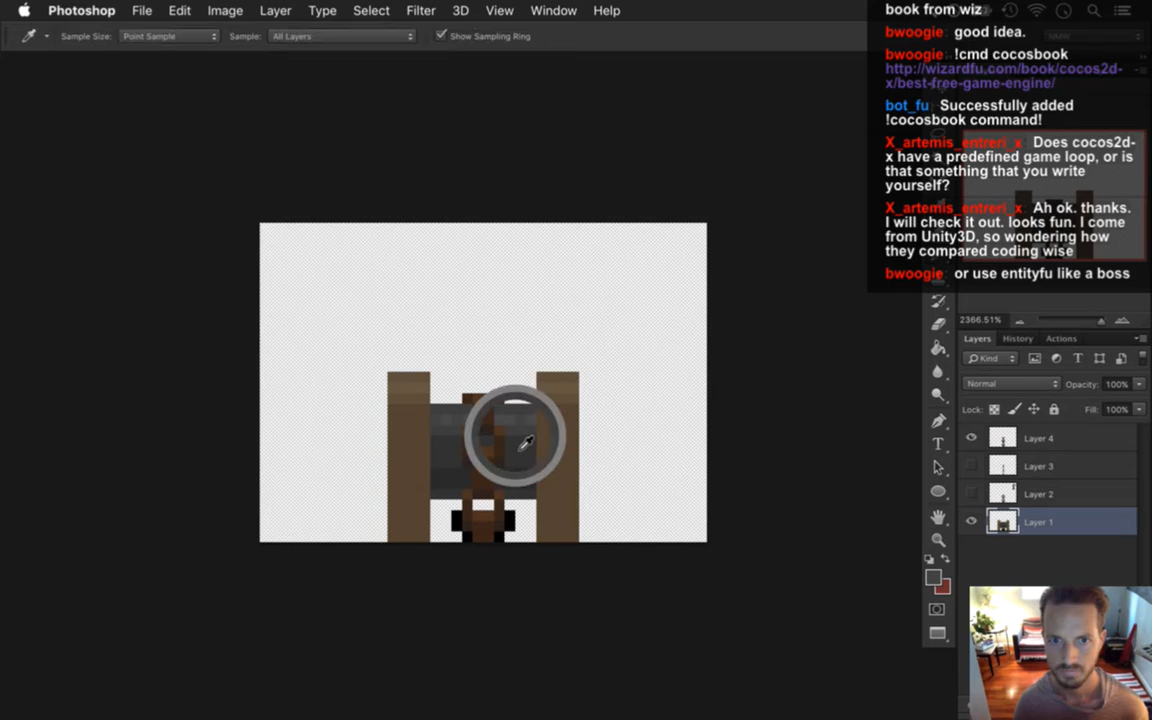 Photoshop File Edit Image Layer Type Select Filter 3D View Window Help
Sample Size: Point Sample Sample: All Layers Show Sampling Ring
book from wiz
bwoogie: good idea.
bwoogie: !cmd cocosbook
http://wizardfu.com/book/cocos2d-
x/best-free-game-engine/
bot_fu Successfully added
!cocosbook command!
X_artemis_entreri_x Does cocos2d-
x have a predefined game loop, or is
that something that you write
yourself?
X_artemis_entreri_x Ah ok. thanks.
I will check it out. looks fun. I come
from Unity3D, so wondering how
they compared coding wise
bwoogie: or use entityfu like a boss
2366.51%
Layers History Actions
Kind
Normal Opacity: 100%
Lock: Fill: 100%
Layer 4
Layer 3
Layer 2
Layer 1